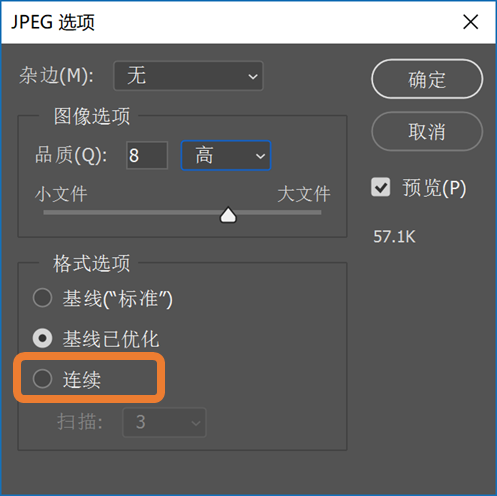 JPEG 选项
杂边(M): 无
确定
图像选项
取消
品质(Q): 8 高
预览(P)
小文件 大文件
57.1K
格式选项
基线(“标准”)
基线已优化
连续
扫描: 3